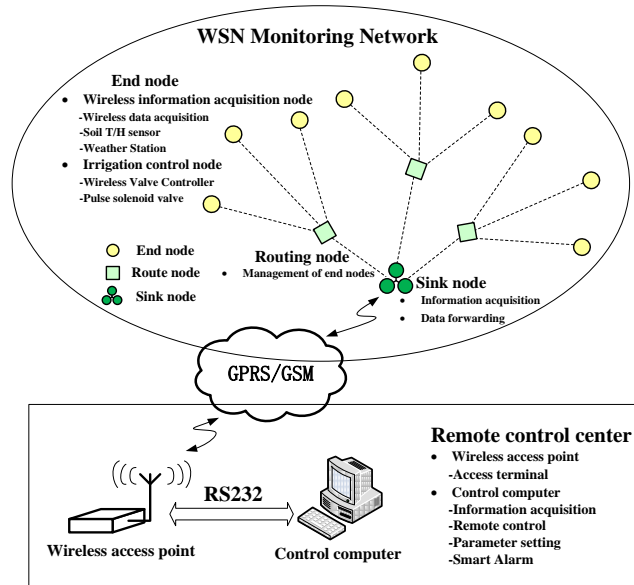 WSN Monitoring Network
End node
• Wireless information acquisition node
-Wireless data acquisition
-Soil T/H sensor
-Weather Station
• Irrigation control node
-Wireless Valve Controller
-Pulse solenoid valve
End node
Route node
Sink node
Routing node
• Management of end nodes
Sink node
• Information acquisition
• Data forwarding
GPRS/GSM
Remote control center
• Wireless access point
-Access terminal
• Control computer
-Information acquisition
-Remote control
-Parameter setting
-Smart Alarm
RS232
Wireless access point
Control computer